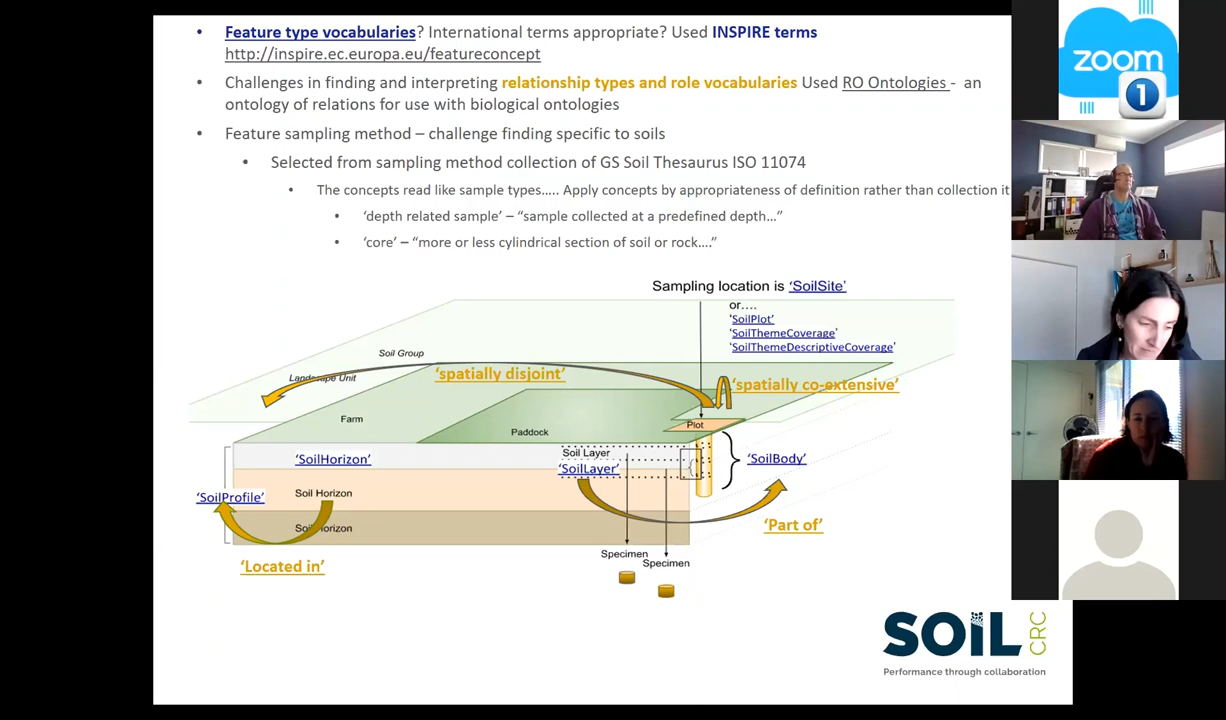 • Feature type vocabularies? International terms appropriate? Used INSPIRE terms
http://inspire.ec.europa.eu/featureconcept
• Challenges in finding and interpreting relationship types and role vocabularies Used RO Ontologies - an
ontology of relations for use with biological ontologies
• Feature sampling method – challenge finding specific to soils
• Selected from sampling method collection of GS Soil Thesaurus ISO 11074
• The concepts read like sample types….. Apply concepts by appropriateness of definition rather than collection it
• ‘depth related sample’ – “sample collected at a predefined depth…”
• ‘core’ – “more or less cylindrical section of soil or rock….”
Sampling location is ‘SoilSite’
or….
‘SoilPlot’
‘SoilThemeCoverage’
‘SoilThemeDescriptiveCoverage’
Soil Group
‘spatially disjoint’
Landscape Unit
‘spatially co-extensive’
Farm
Plot
Paddock
Soil Layer
‘SoilHorizon’
‘SoilLayer’
‘SoilBody’
‘SoilProfile’
Soil Horizon
Soil Horizon
‘Part of’
Specimen
Specimen
‘Located in’
SOiL CRC
Performance through collaboration
zoom
1